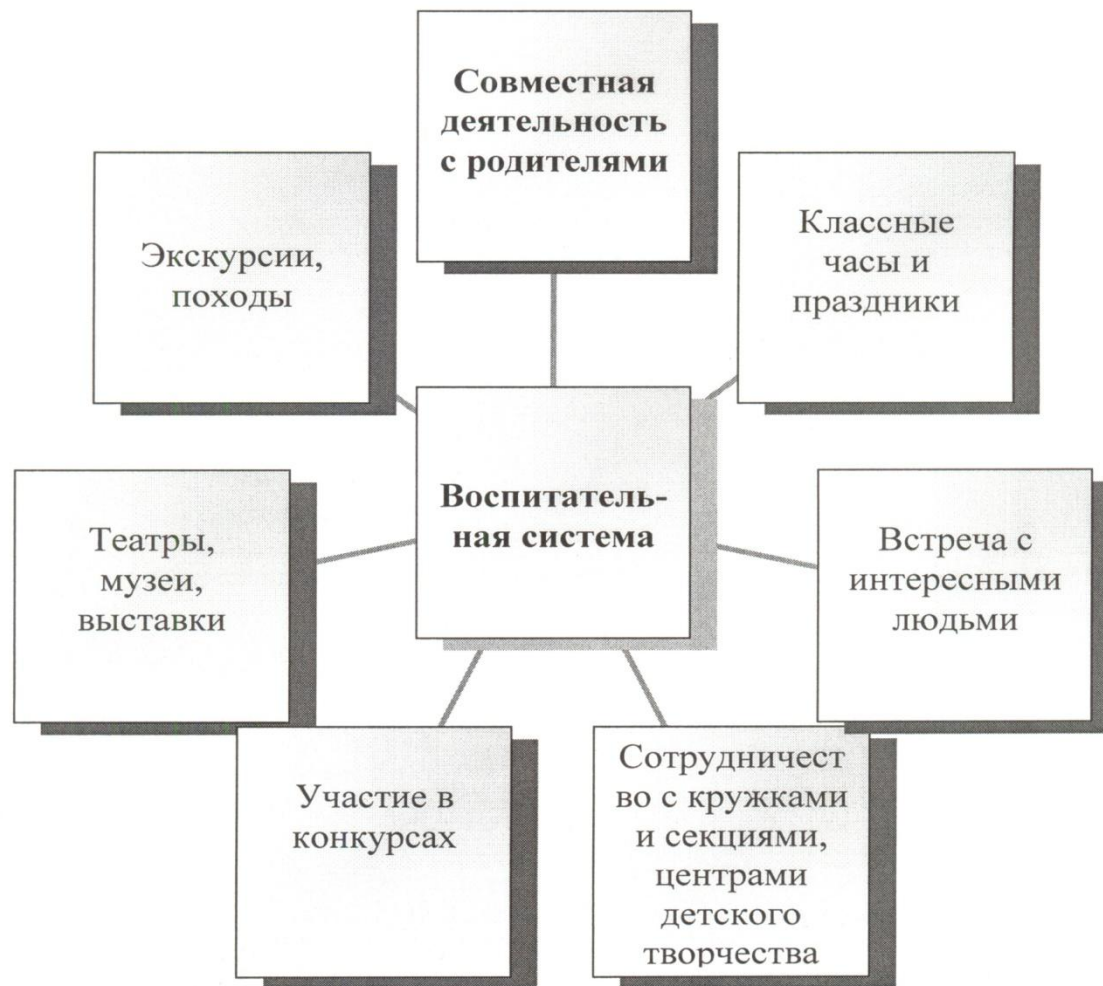 Совместная
деятельность
с родителями
Экскурсии,
походы
Классные
часы и
праздники
Воспитатель-
ная система
Театры,
музеи,
выставки
Встреча с
интересными
людьми
Участие в
конкурсах
Сотрудничест
во с кружками
и секциями,
центрами
детского
творчества